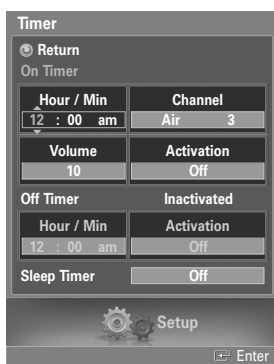 Timer
Return
On Timer
Hour / Min Channel
12 : 00 am Air 3
Volume Activation
10 Off
Off Timer Inactivated
Hour / Min Activation
12 : 00 am Off
Sleep Timer Off
Setup
Enter